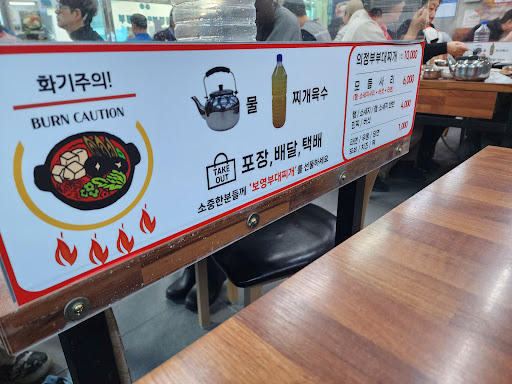 화기주의!
BURN CAUTION
물
찌개육수
TAKE OUT
포장, 배달, 택배
소중한분들께 '보영부대찌개'를 선물하세요
의정부부대찌개 10,000
모듬사리 6,000
4,000
1,000